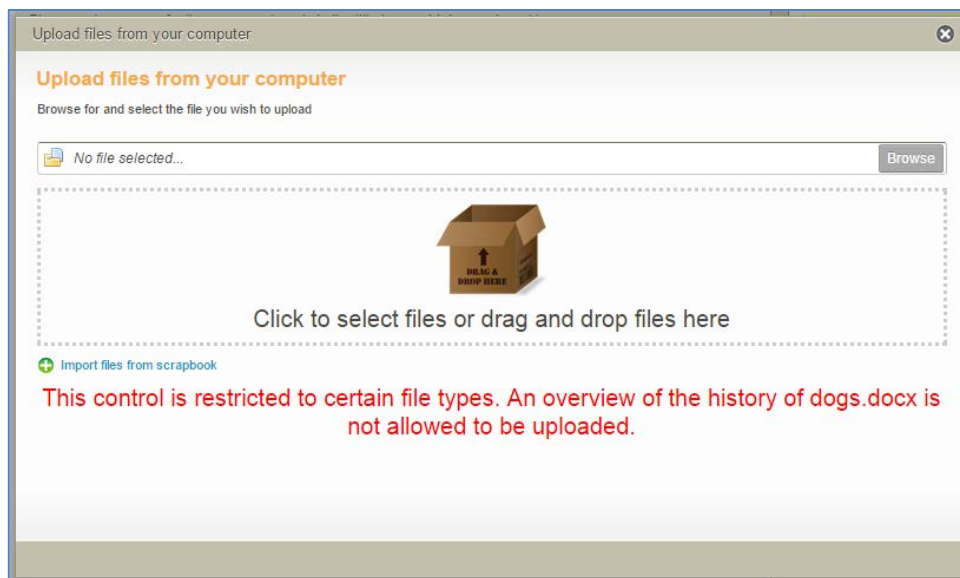 Upload files from your computer
Upload files from your computer
Browse for and select the file you wish to upload
No file selected...
Browse
DRAG &
DROP HERE
Click to select files or drag and drop files here
Import files from scrapbook
This control is restricted to certain file types. An overview of the history of dogs.docx is
not allowed to be uploaded.